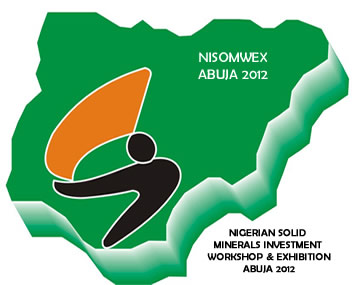 NISOMWEX
ABUJA 2012
NIGERIAN SOLID
MINERALS INVESTMENT
WORKSHOP & EXHIBITION
ABUJA 2012